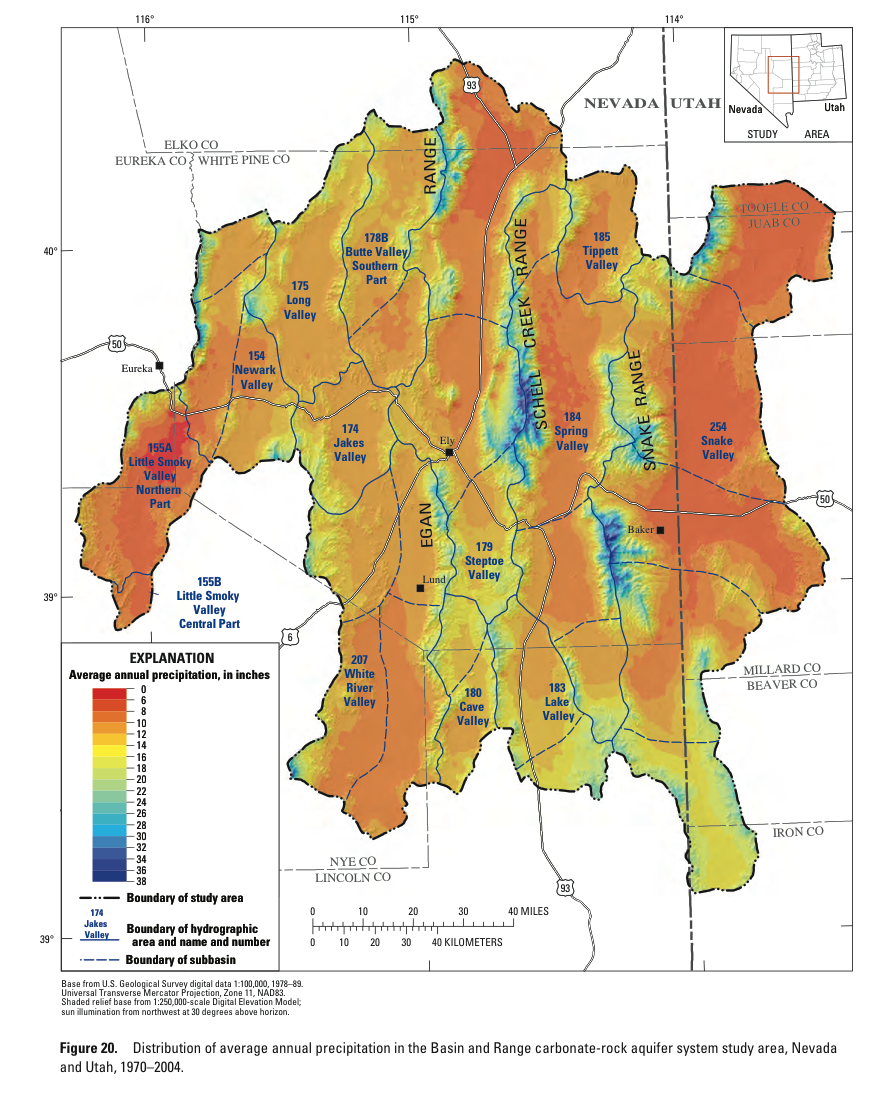 116°
115°
114°
93
NEVADA
UTAH
Nevada
Utah
STUDY AREA
ELKO CO
EUREKA CO
WHITE PINE CO
RANGE
TOOELE CO
JUAB CO
40°
178B
Butte Valley
Southern
Part
185
Tippett
Valley
175
Long
Valley
SCHELL CREEK RANGE
50
Eureka
154
Newark
Valley
SNAKE RANGE
174
Jakes
Valley
Ely
184
Spring
Valley
254
Snake
Valley
155A
Little Smoky
Valley
Northern
Part
50
EGAN
Baker
179
Steptoe
Valley
Lund
39°
155B
Little Smoky
Valley
Central Part
6
207
White
River
Valley
180
Cave
Valley
183
Lake
Valley
MILLARD CO
BEAVER CO
IRON CO
NYE CO
LINCOLN CO
93
EXPLANATION
Average annual precipitation, in inches
0
6
8
10
12
14
16
18
20
22
24
26
28
30
32
34
36
38
Boundary of study area
174
Jakes
Valley
Boundary of hydrographic
area and name and number
Boundary of subbasin
0 10 20 30 40 MILES
0 10 20 30 40 KILOMETERS
39°
Base from U.S. Geological Survey digital data 1:100,000, 1978–89.
Universal Transverse Mercator Projection, Zone 11, NAD83.
Shaded relief base from 1:250,000-scale Digital Elevation Model;
sun illumination from northwest at 30 degrees above horizon.
Figure 20. Distribution of average annual precipitation in the Basin and Range carbonate-rock aquifer system study area, Nevada
and Utah, 1970–2004.